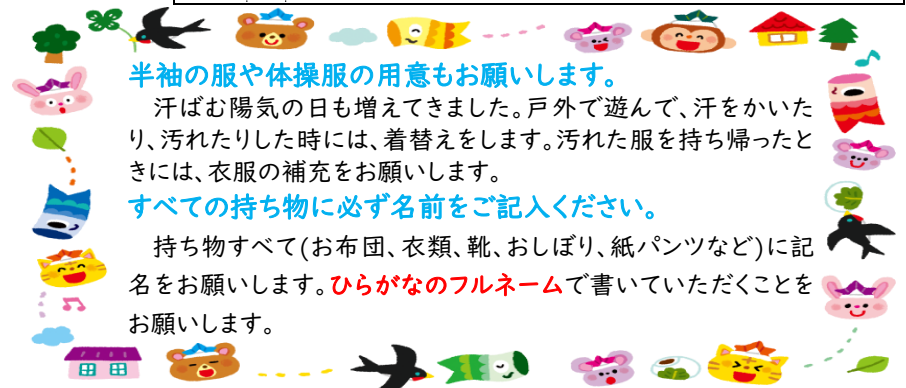 半袖の服や体操服の用意もお願いします。
汗ばむ陽気の日も増えてきました。戸外で遊んで、汗をかいた
り、汚れたりした時には、着替えをします。汚れた服を持ち帰ったと
きには、衣服の補充をお願いします。
すべての持ち物に必ず名前をご記入ください。
持ち物すべて(お布団、衣類、靴、おしぼり、紙パンツなど)に記
名をお願いします。ひらがなのフルネームで書いていただくことを
お願いします。